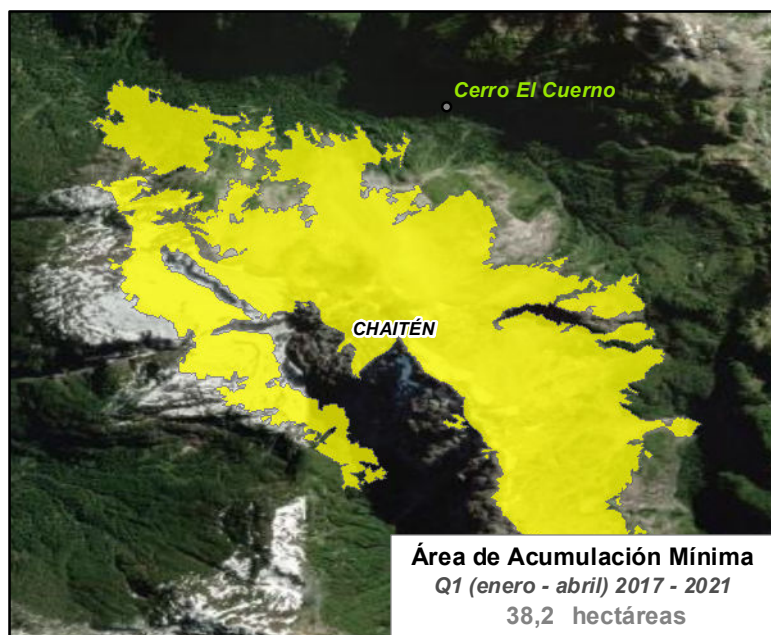 Cerro El Cuerno
CHAITÉN
Área de Acumulación Mínima
Q1 (enero - abril) 2017 - 2021
38,2 hectáreas